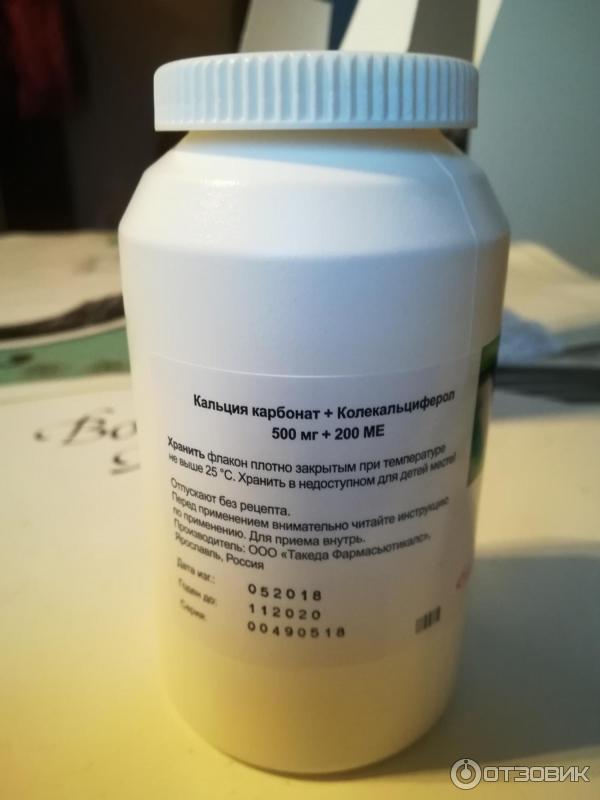 Кальция карбонат + Колекальциферол
500 мг + 200 МЕ
Хранить флакон плотно закрытым при температуре
не выше 25 °С. Хранить в недоступном для детей месте!
Отпускают без рецепта.
Перед применением внимательно читайте инструкцию
по применению. Для приема внутрь.
Производитель: ООО «Такеда Фармасьютикалс»,
Ярославль, Россия
Дата изг.: 052018
Годен до: 112020
Серия: 00490518
Bo
ОТЗОВИК